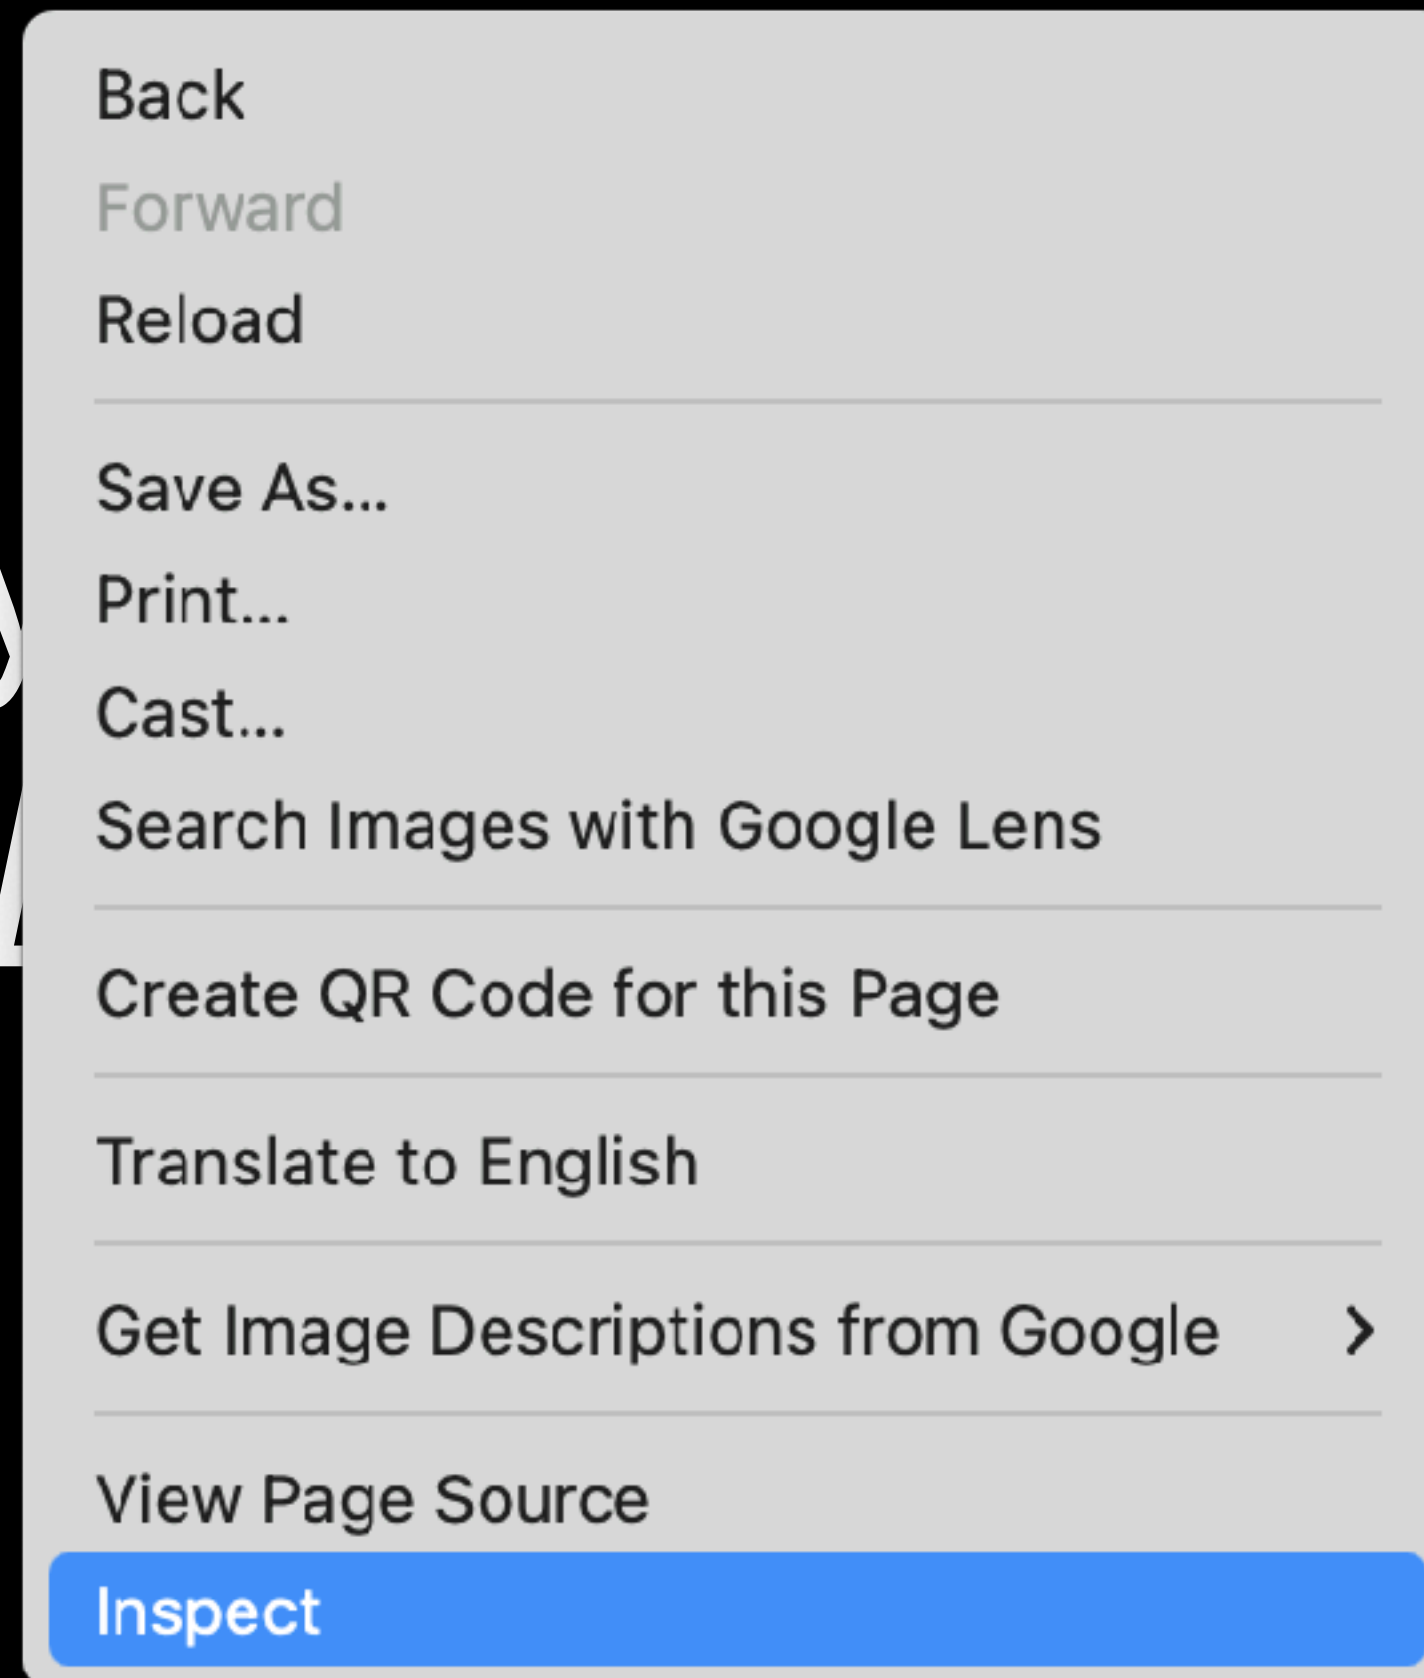 Back
Forward
Reload
Save As...
Print...
Cast...
Search Images with Google Lens
Create QR Code for this Page
Translate to English
Get Image Descriptions from Google
View Page Source
Inspect